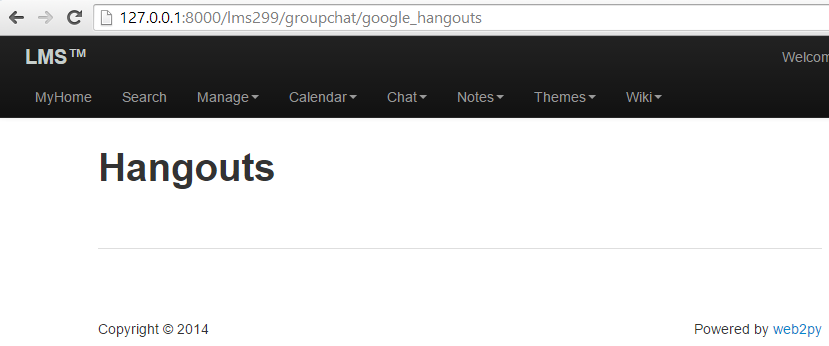 127.0.0.1:8000/lms299/groupchat/google_hangouts
LMS™ Welcom
MyHome Search Manage Calendar Chat Notes Themes Wiki
Hangouts
Copyright © 2014 Powered by web2py